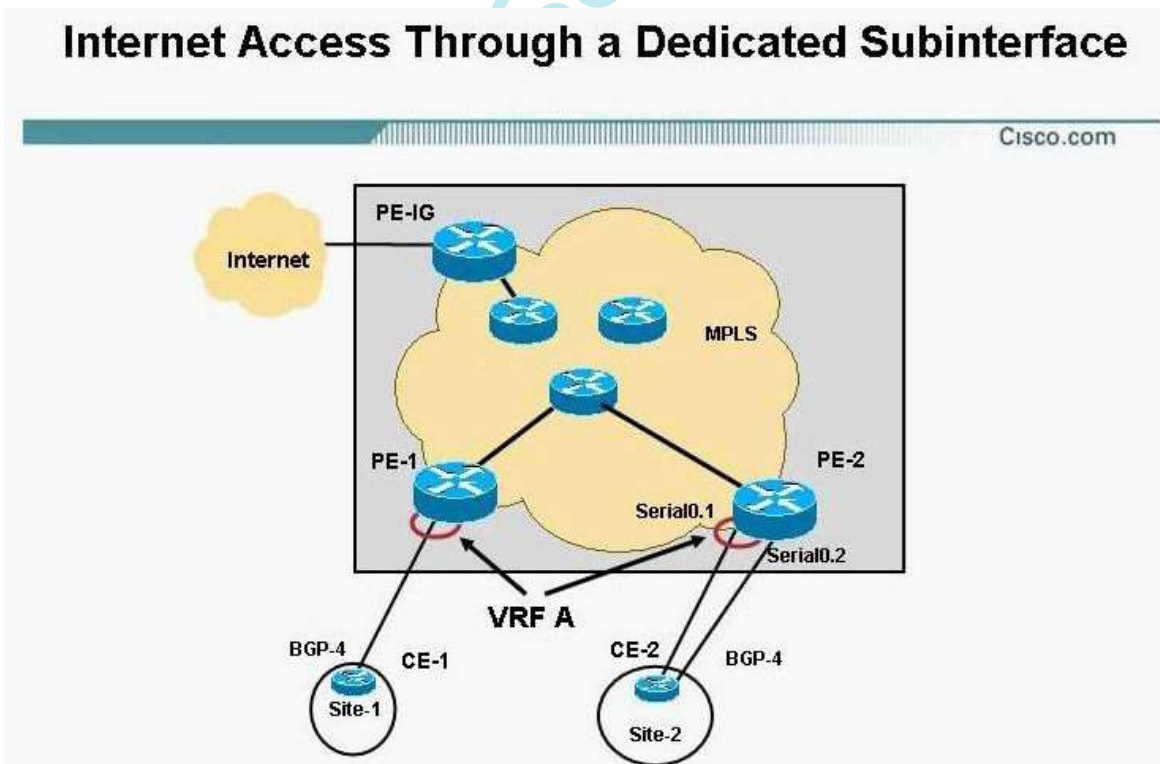 Internet Access Through a Dedicated Subinterface
Cisco.com
PE-IG
Internet
MPLS
PE-1
PE-2
Serial0.1
Serial0.2
VRF A
BGP-4
CE-1
CE-2
BGP-4
Site-1
Site-2